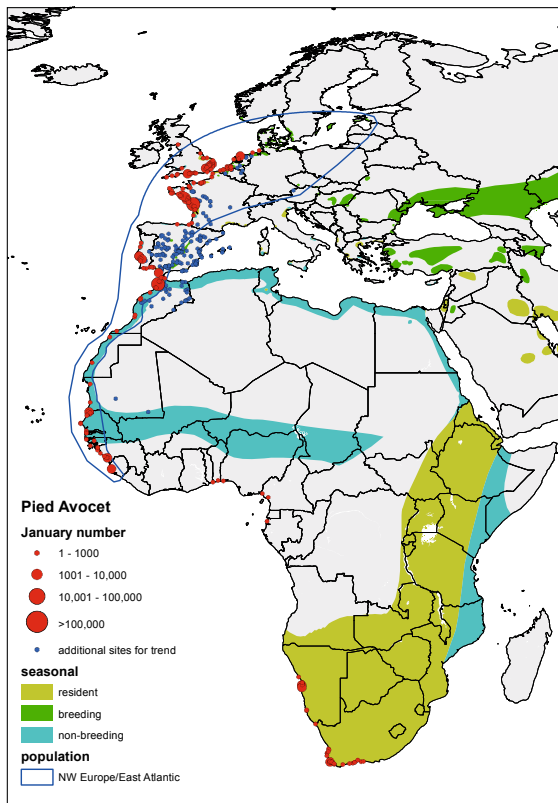 Pied Avocet
January number
1 - 1000
1001 - 10,000
10,001 - 100,000
>100,000
additional sites for trend
seasonal
resident
breeding
non-breeding
population
NW Europe/East Atlantic